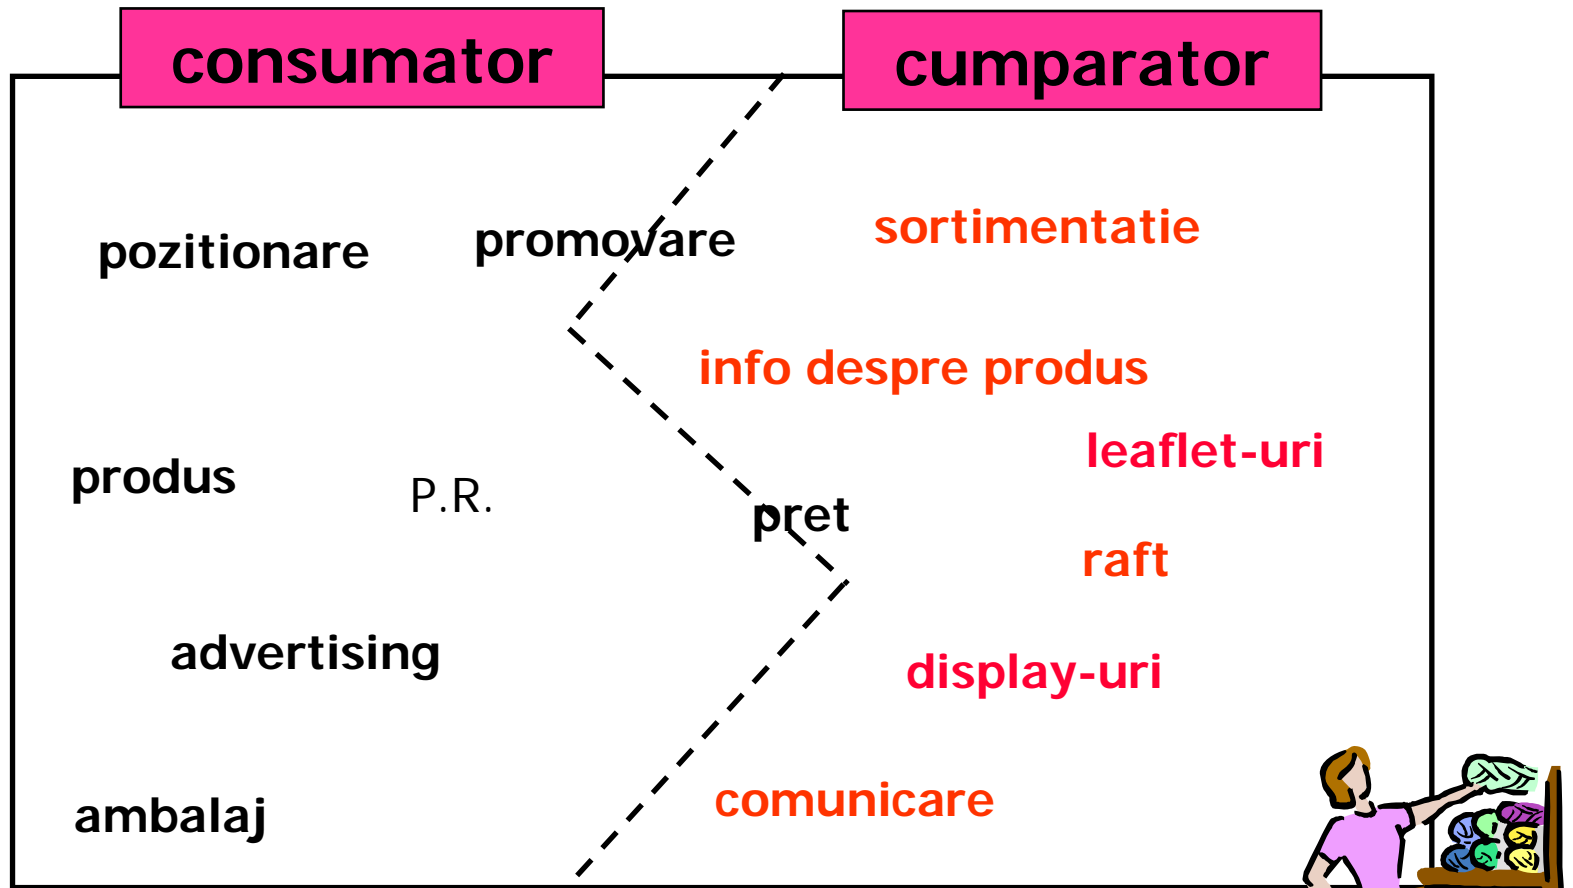 consumator
cumparator
pozitionare
promovare
sortimentatie
info despre produs
leaflet-uri
produs
P.R.
pret
raft
advertising
display-uri
ambalaj
comunicare